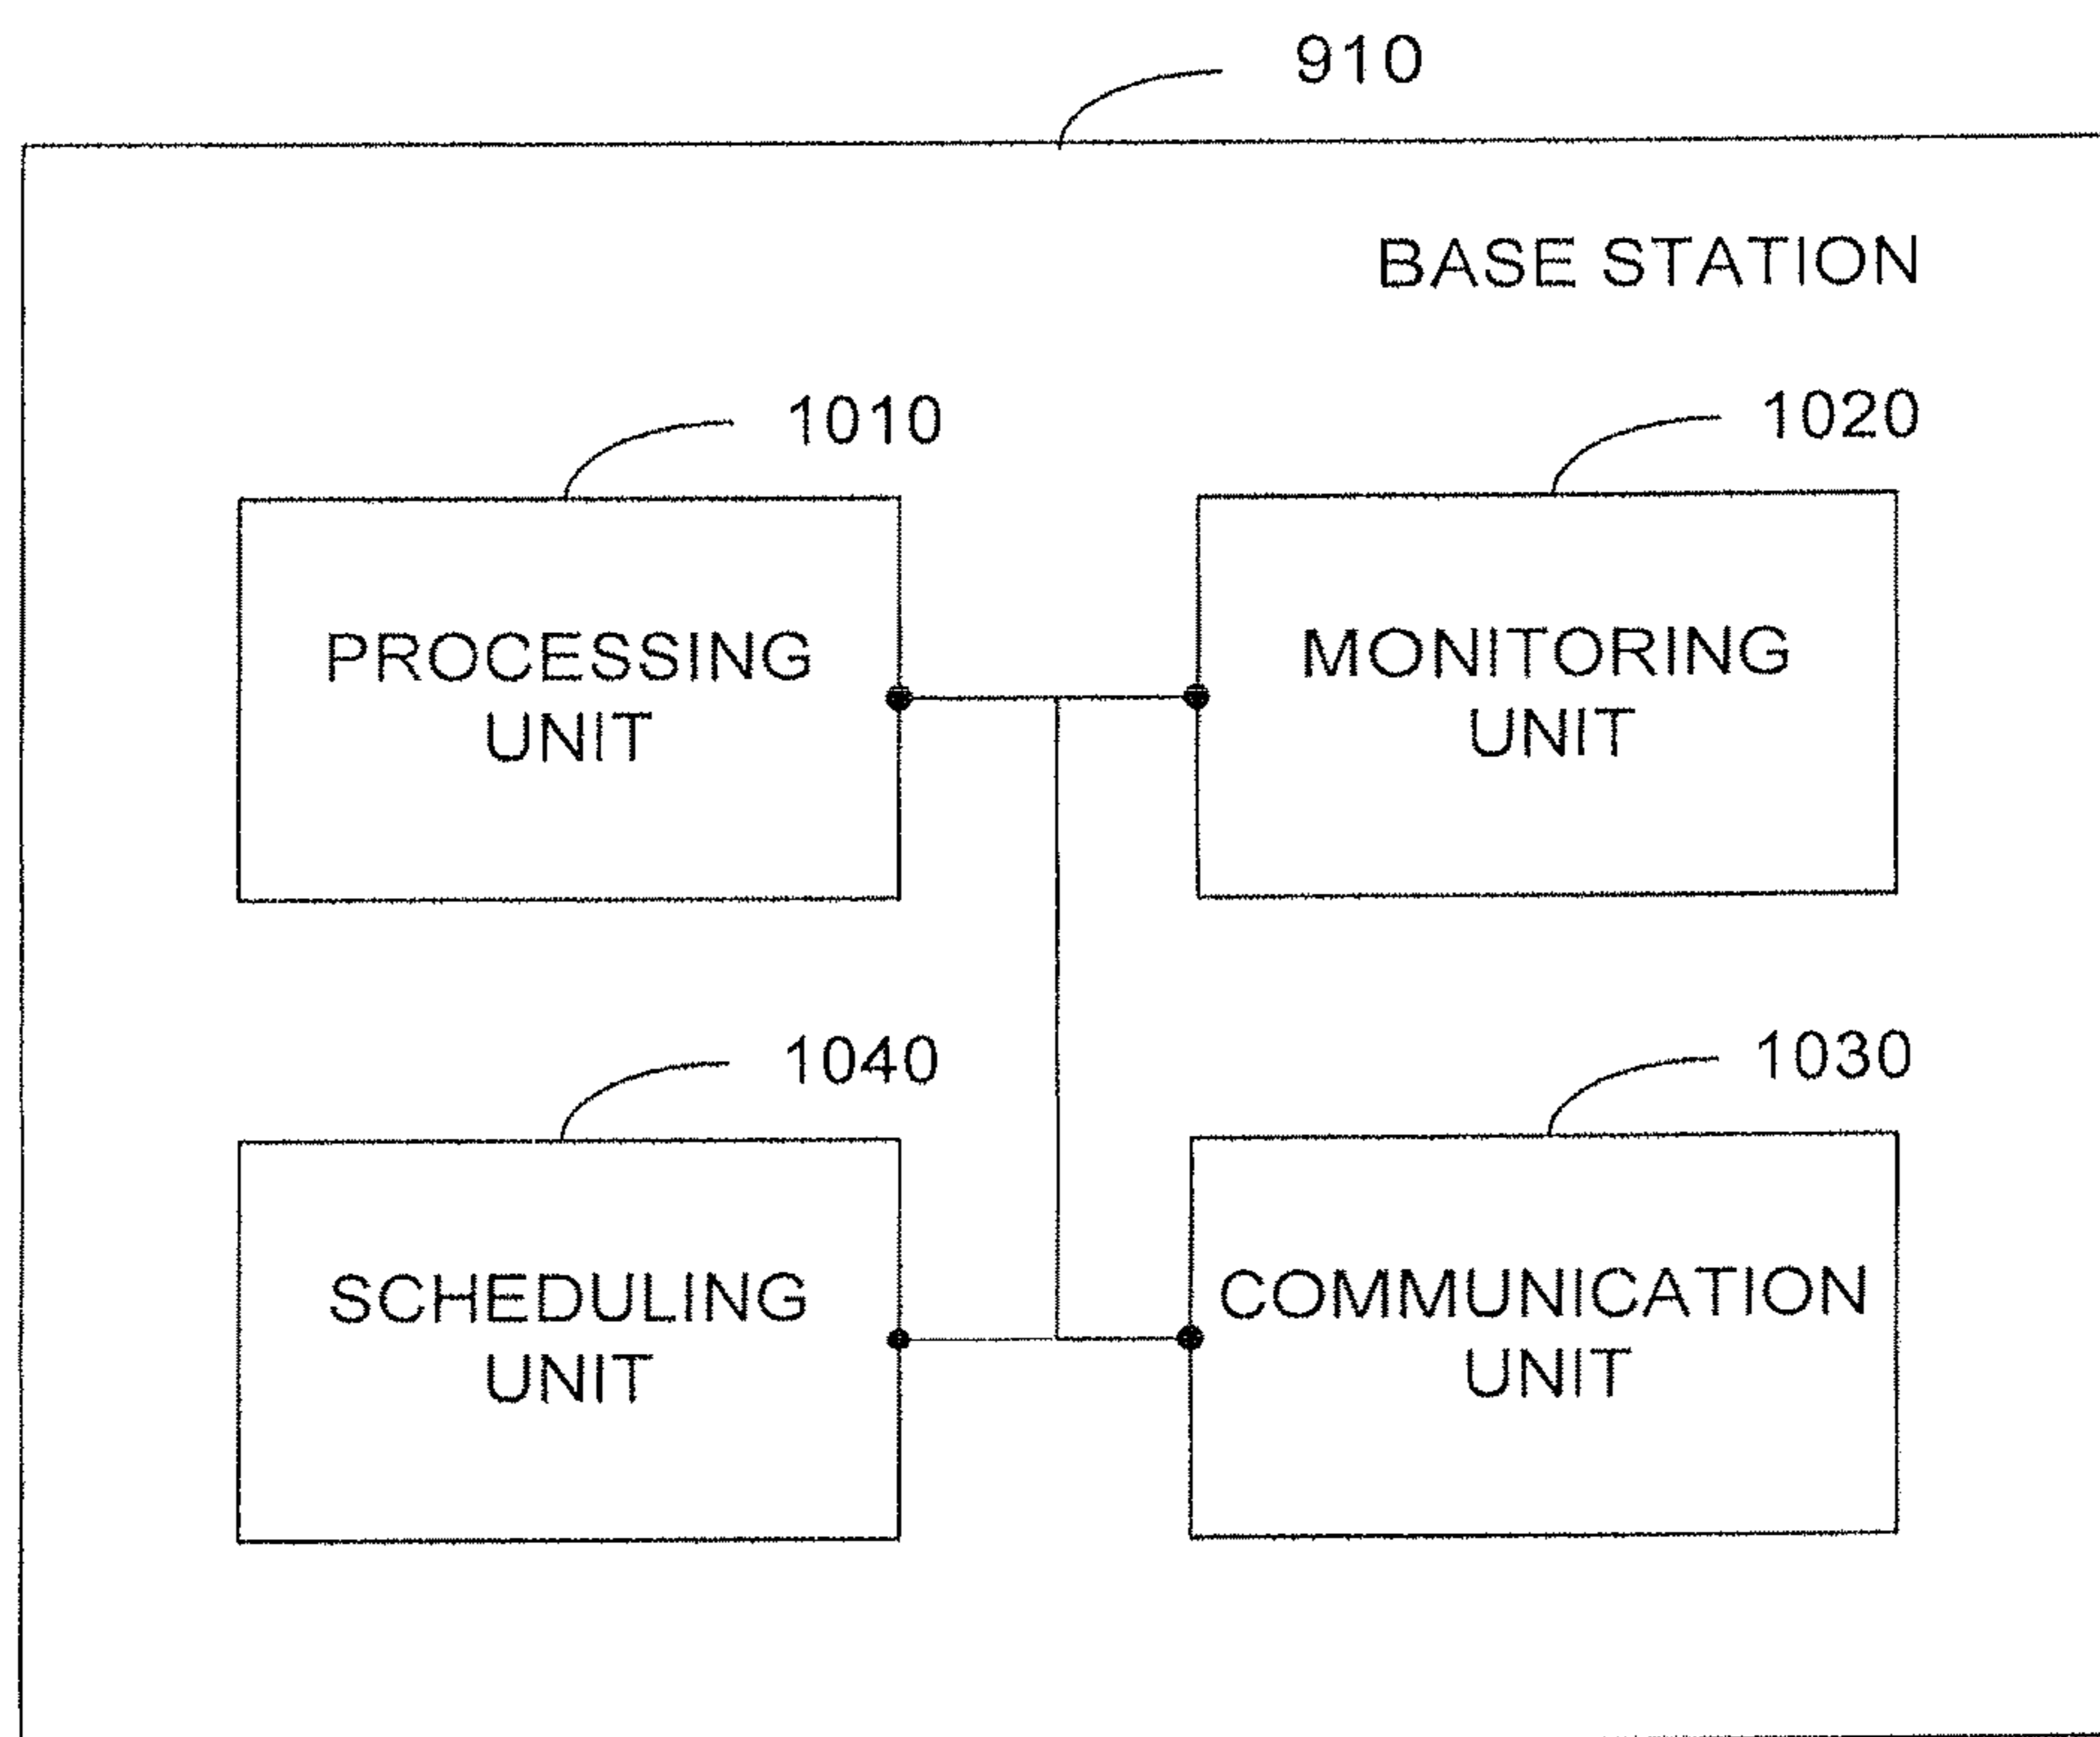 910
BASE STATION
1010
1020
PROCESSING
UNIT
MONITORING
UNIT
1040
1030
SCHEDULING
UNIT
COMMUNICATION
UNIT